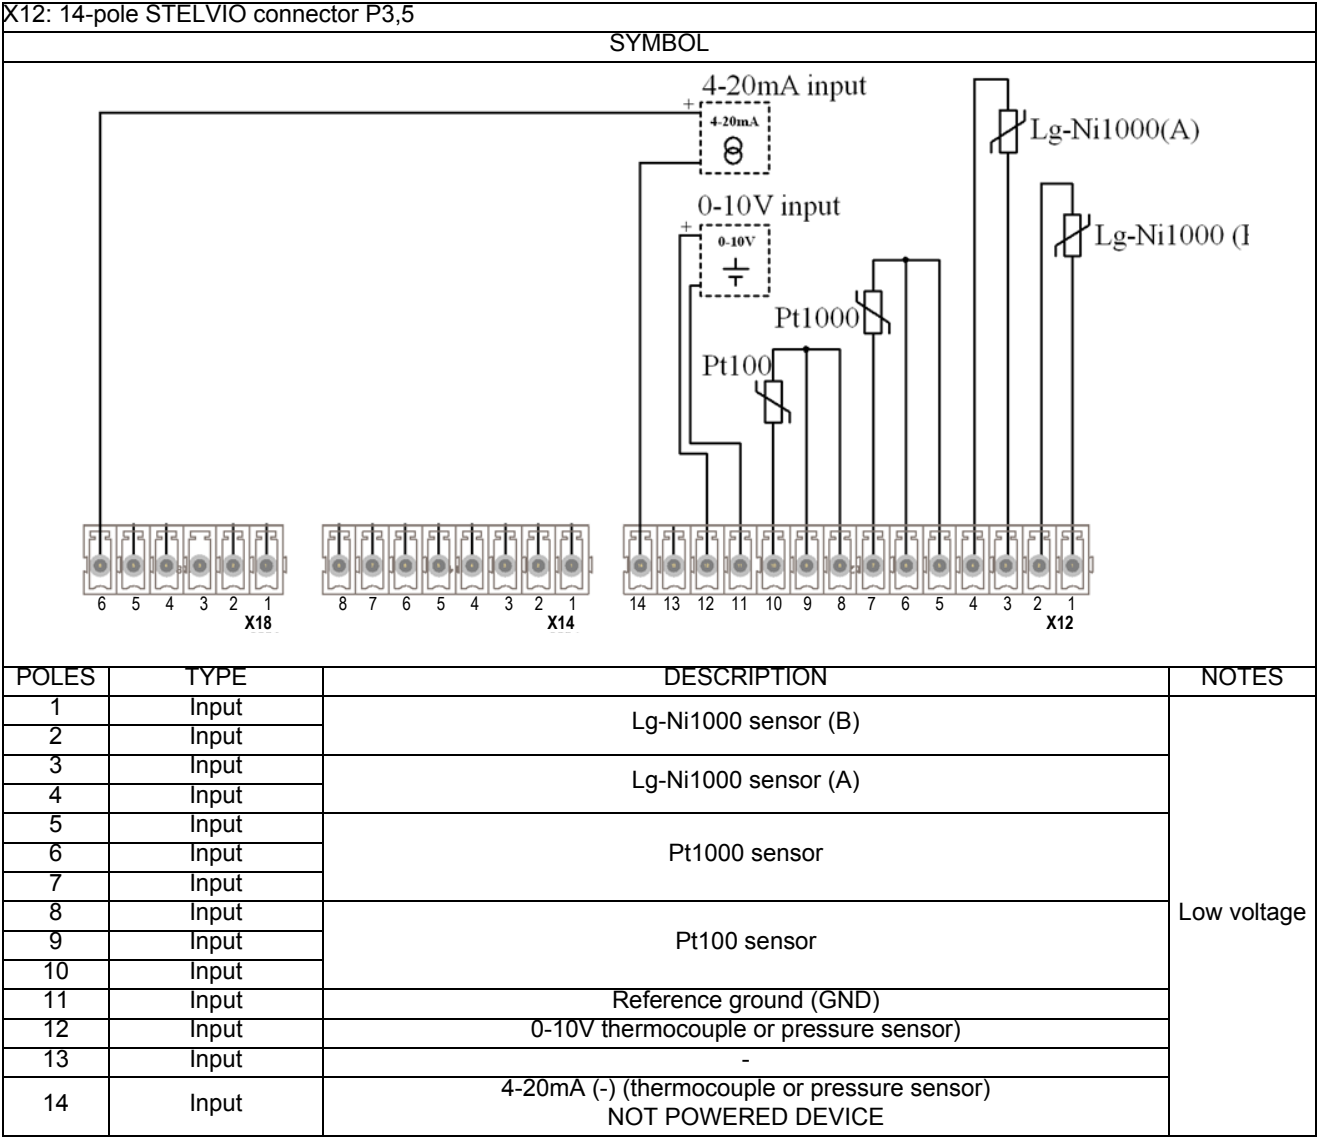 X12: 14-pole STELVIO connector P3,5
SYMBOL
4-20mA input
+
4-20mA
Lg-Ni1000(A)
0-10V input
+
0-10V
Lg-Ni1000 (
Pt1000
Pt100
6 5 4 3 2 1
X18
8 7 6 5 4 3 2 1
X14
14 13 12 11 10 9 8 7 6 5 4 3 2 1
X12
POLES TYPE DESCRIPTION NOTES
1 Input Lg-Ni1000 sensor (B)
2 Input
3 Input Lg-Ni1000 sensor (A)
4 Input
5 Input
6 Input Pt1000 sensor
7 Input
8 Input Low voltage
9 Input Pt100 sensor
10 Input
11 Input Reference ground (GND)
12 Input 0-10V thermocouple or pressure sensor)
13 Input -
14 Input 4-20mA (-) (thermocouple or pressure sensor)
NOT POWERED DEVICE